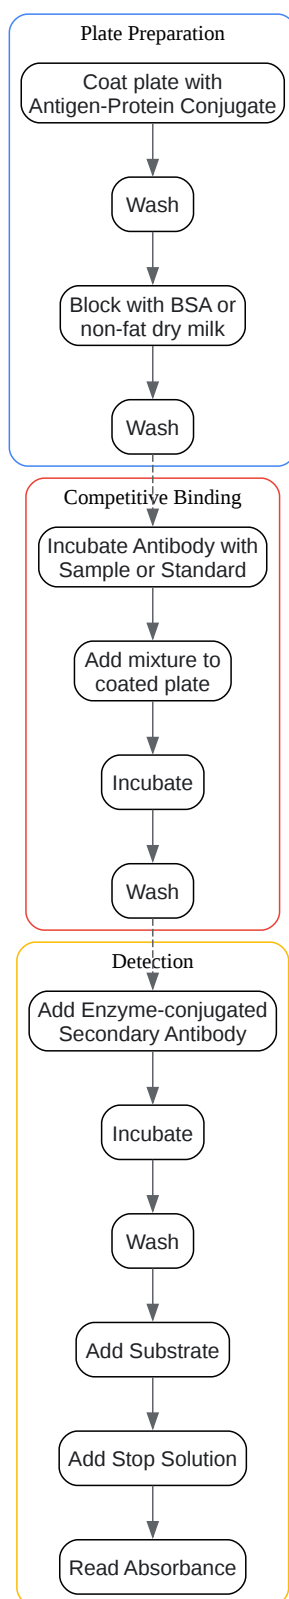 Plate Preparation
Coat plate with
Antigen-Protein Conjugate
Wash
Block with BSA or
non-fat dry milk
Wash
Competitive Binding
Incubate Antibody with
Sample or Standard
Add mixture to
coated plate
Incubate
Wash
Detection
Add Enzyme-conjugated
Secondary Antibody
Incubate
Wash
Add Substrate
Add Stop Solution
Read Absorbance